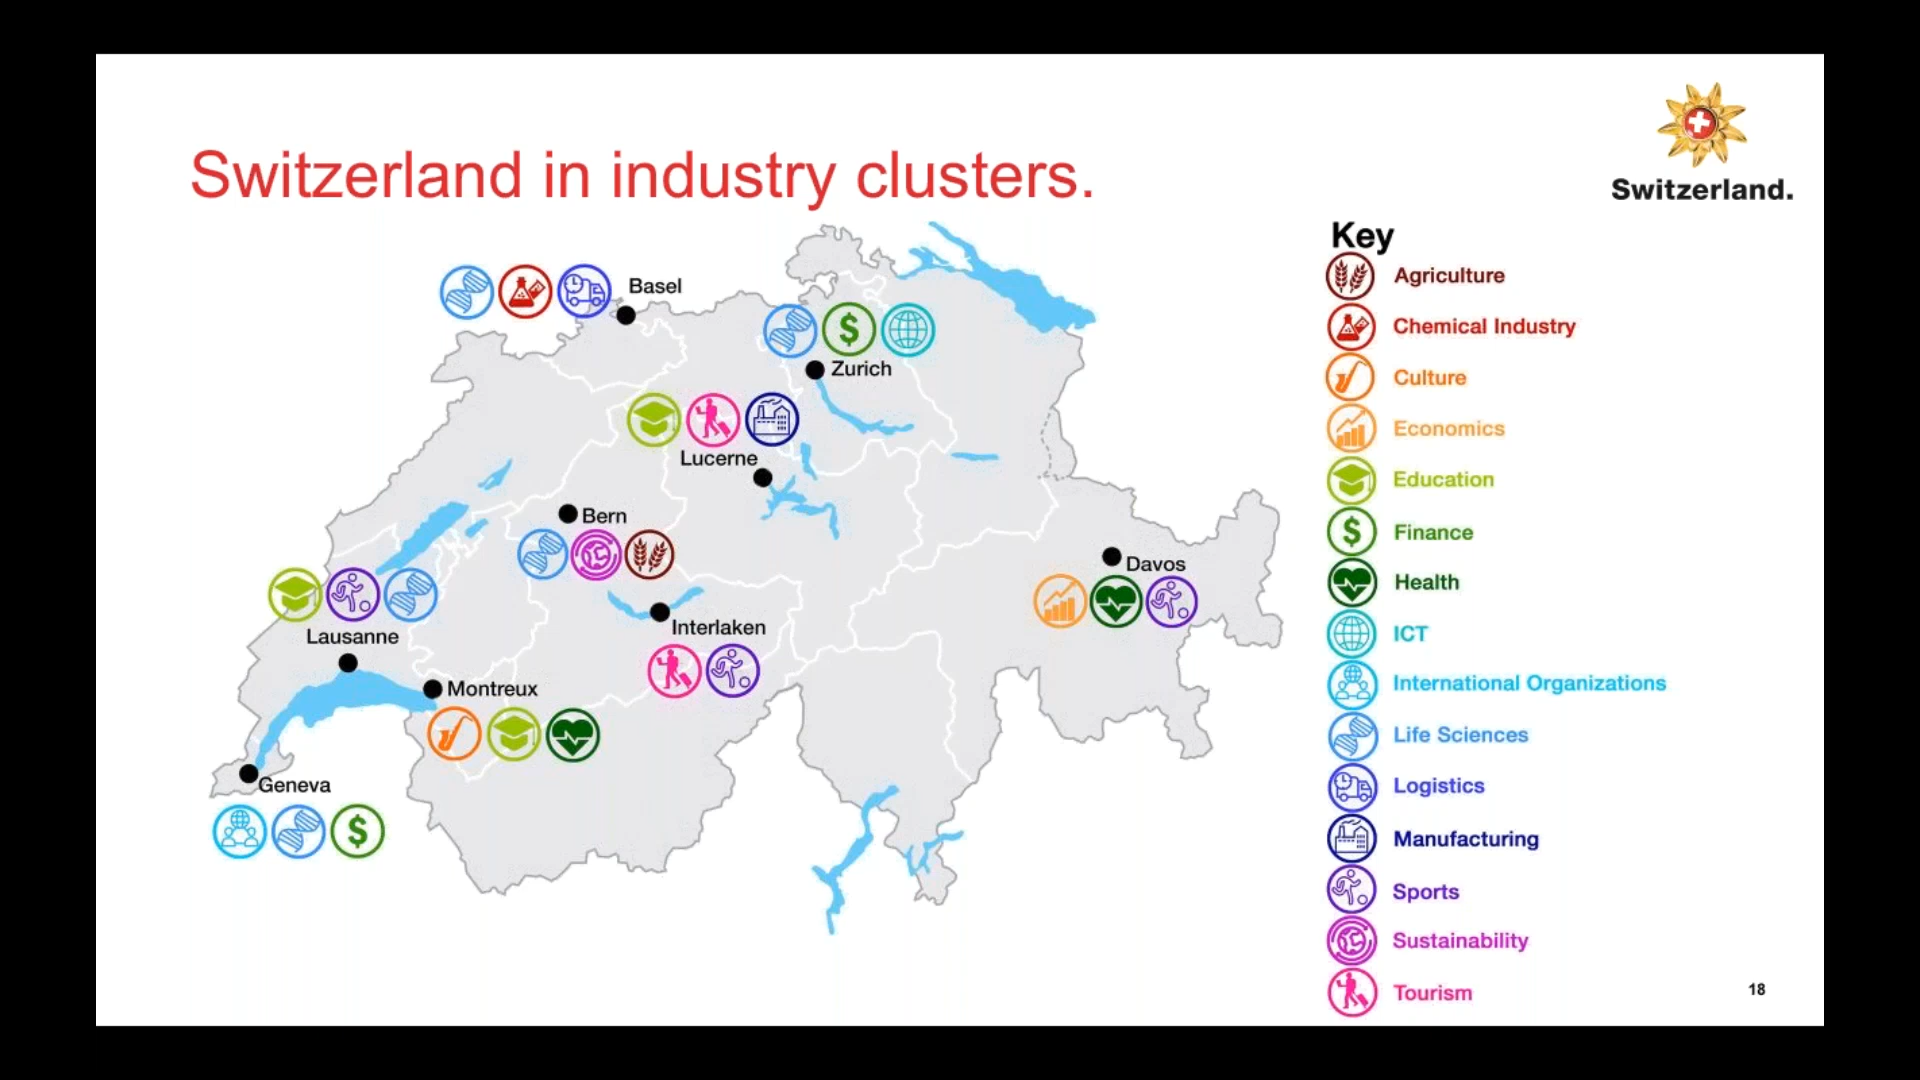 Switzerland in industry clusters.
Switzerland.
Key
Agriculture
Chemical Industry
Culture
Economics
Education
Finance
Health
ICT
International Organizations
Life Sciences
Logistics
Manufacturing
Sports
Sustainability
Tourism
Basel
Zurich
Lucerne
Bern
Davos
Interlaken
Lausanne
Montreux
Geneva
18